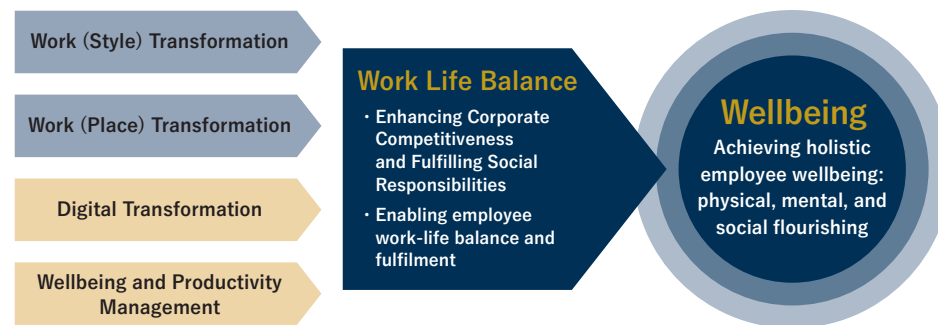 Work (Style) Transformation
Work (Place) Transformation
Digital Transformation
Wellbeing and Productivity
Management
Work Life Balance
・Enhancing Corporate
Competitiveness
and Fulfilling Social
Responsibilities
・Enabling employee
work-life balance and
fulfilment
Wellbeing
Achieving holistic
employee wellbeing:
physical, mental, and
social flourishing